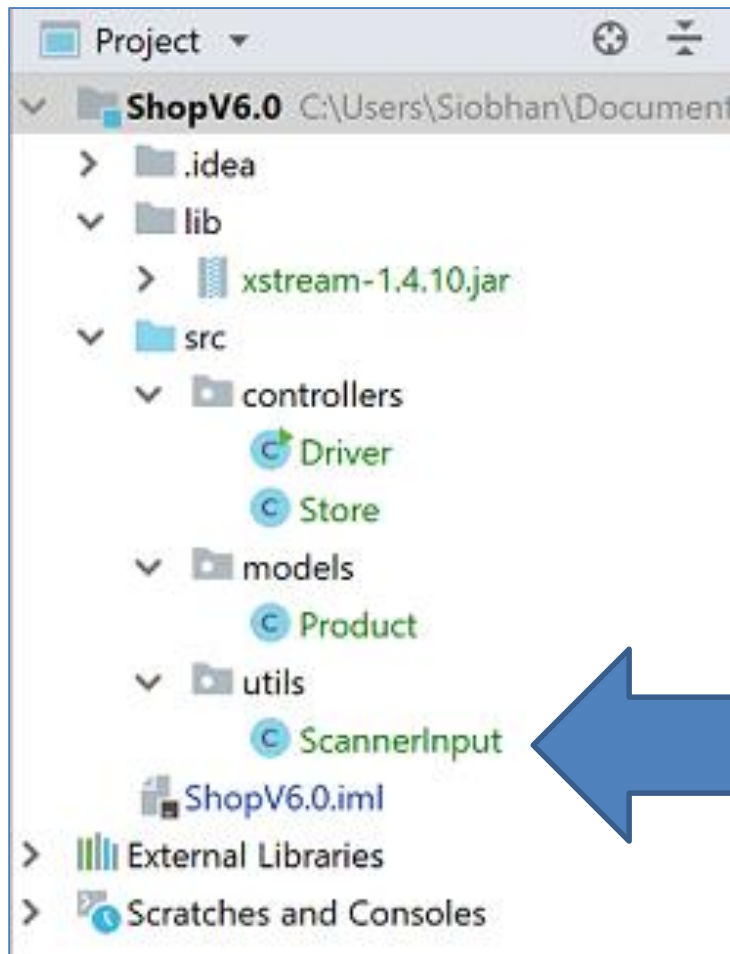 Project
ShopV6.0 C:\Users\Siobhan\Document
.idea
lib
xstream-1.4.10.jar
src
controllers
C Driver
C Store
models
C Product
utils
C ScannerInput
ShopV6.0.iml
External Libraries
Scratches and Consoles